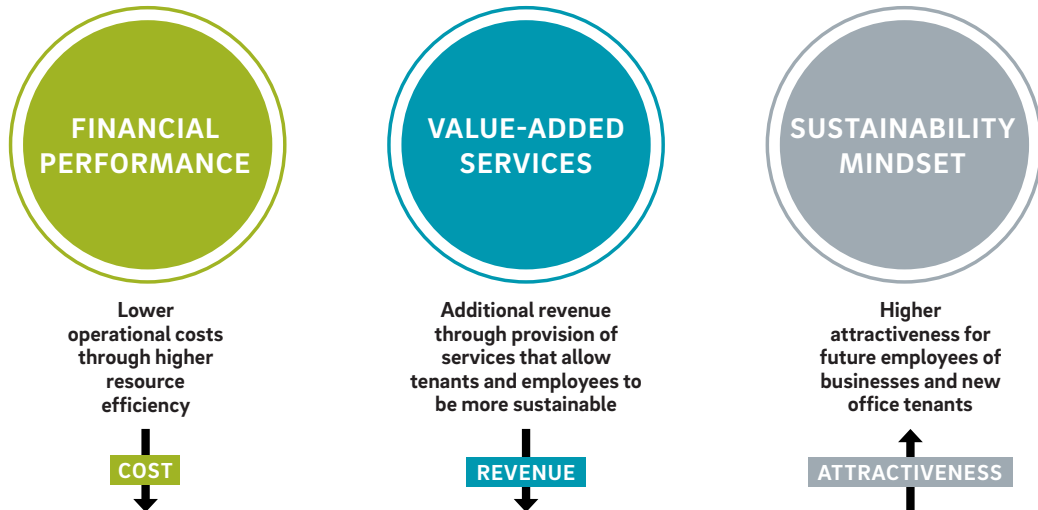 FINANCIAL
PERFORMANCE
Lower
operational costs
through higher
resource
efficiency
COST
VALUE-ADDED
SERVICES
Additional revenue
through provision of
services that allow
tenants and employees to
be more sustainable
REVENUE
SUSTAINABILITY
MINDSET
Higher
attractiveness for
future employees of
businesses and new
office tenants
ATTRACTIVENESS